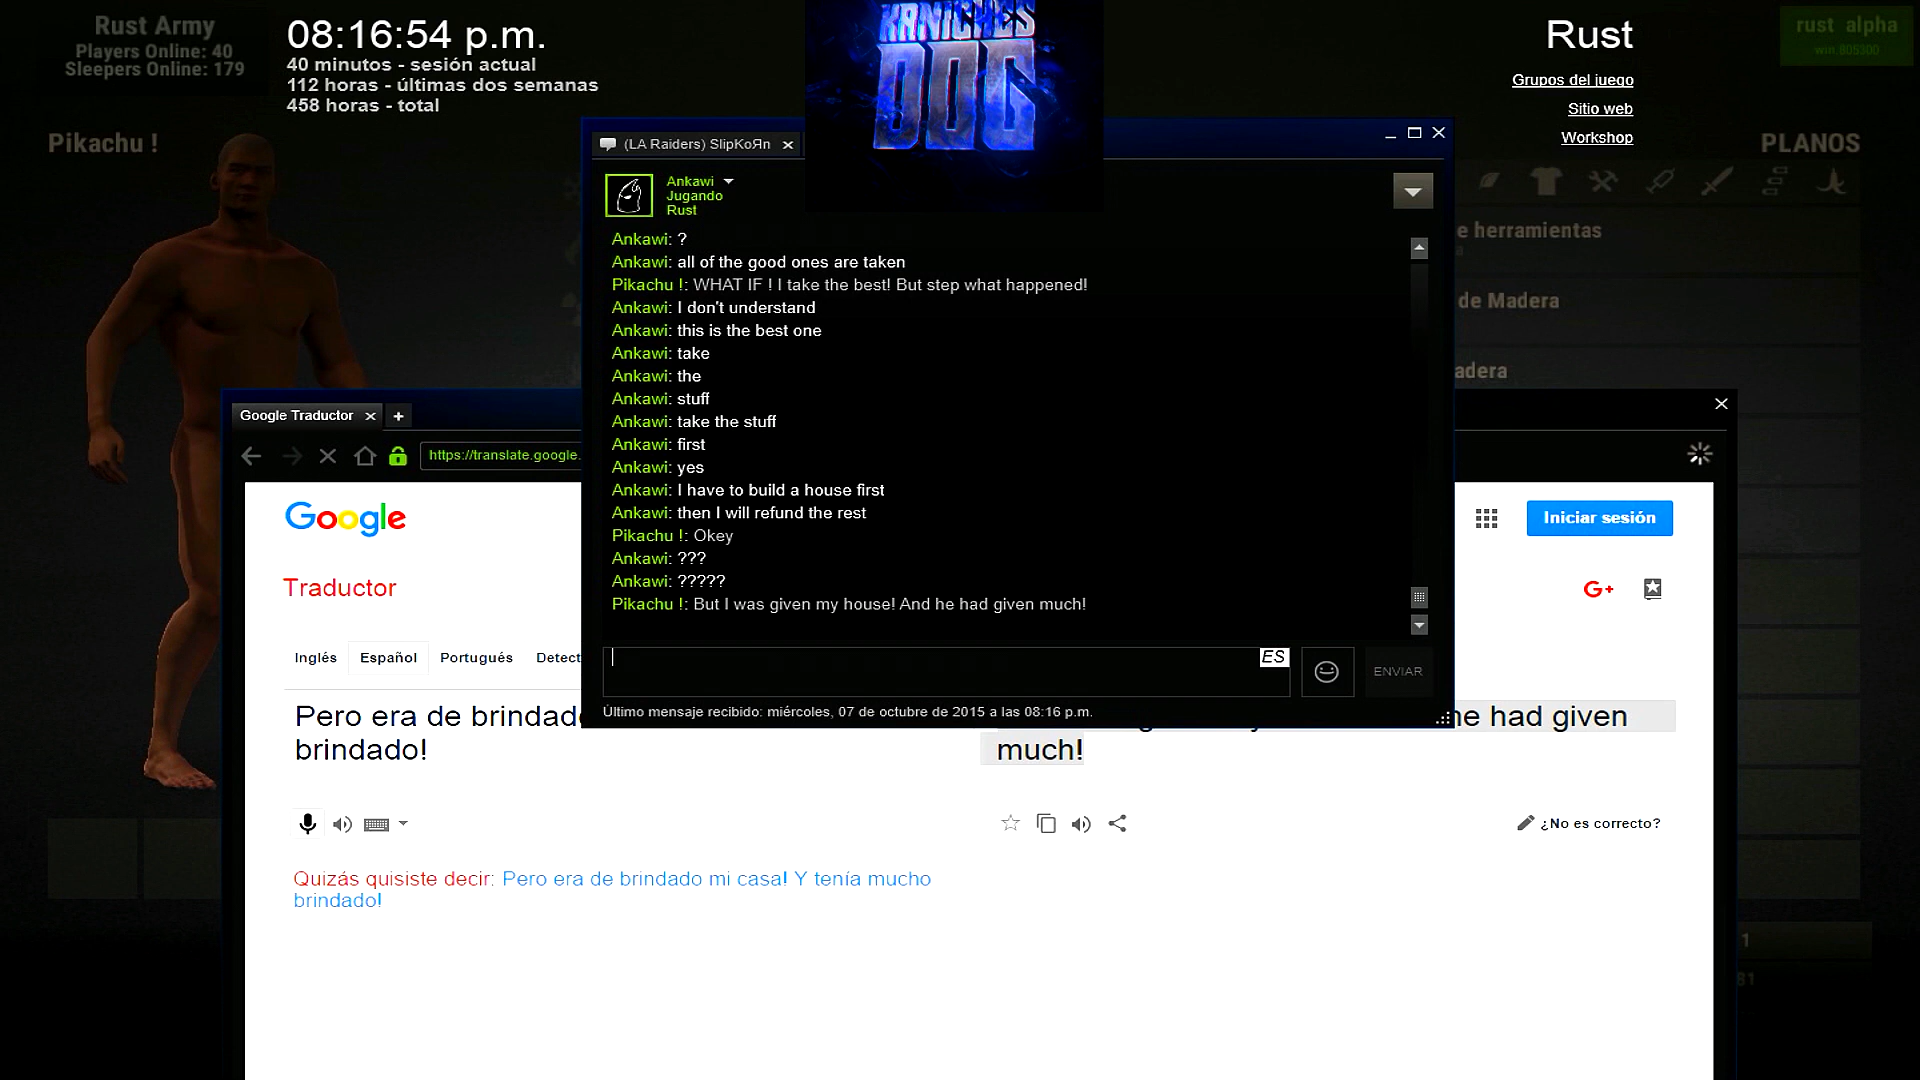 Rust Army
Players Online: 40
Sleepers Online: 179
08:16:54 p.m.
40 minutos - sesión actual
112 horas - últimas dos semanas
458 horas - total
KANICHES
DOG
Rust
Grupos del juego
Sitio web
Workshop
rust alpha
win 805300
Pikachu !
PLANOS
e herramientas
de Madera
adera
(LA Raiders) SlipKoЯn
Ankawi
Jugando
Rust
Ankawi: ?
Ankawi: all of the good ones are taken
Pikachu !: WHAT IF ! I take the best! But step what happened!
Ankawi: I don't understand
Ankawi: this is the best one
Ankawi: take
Ankawi: the
Ankawi: stuff
Ankawi: take the stuff
Ankawi: first
Ankawi: yes
Ankawi: I have to build a house first
Ankawi: then I will refund the rest
Pikachu !: Okey
Ankawi: ???
Ankawi: ?????
Pikachu !: But I was given my house! And he had given much!
ES
ENVIAR
Último mensaje recibido: miércoles, 07 de octubre de 2015 a las 08:16 p.m.
Google Traductor
https://translate.google.
Google
Iniciar sesión
Traductor
G+
Inglés Español Portugués Detect
Pero era de brindad
brindado!
he had given
much!
¿No es correcto?
Quizás quisiste decir: Pero era de brindado mi casa! Y tenía mucho
brindado!
1
81